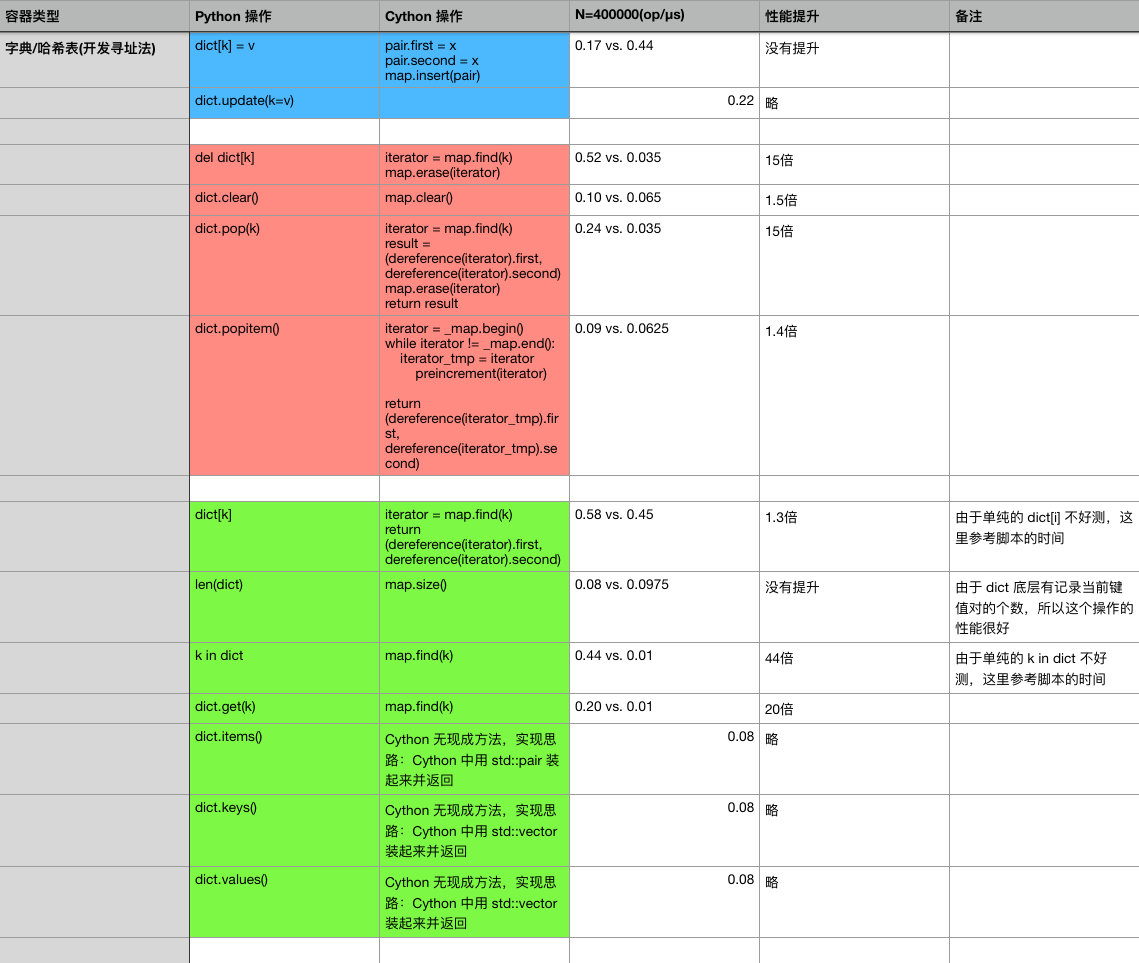 容器类型 Python 操作 Cython 操作 N=400000(op/μs) 性能提升 备注
字典/哈希表(开发寻址法)
dict[k] = v
pair.first = x
pair.second = x
map.insert(pair)
0.17 vs. 0.44
没有提升
dict.update(k=v)
0.22
略
del dict[k]
iterator = map.find(k)
map.erase(iterator)
0.52 vs. 0.035
15倍
dict.clear()
map.clear()
0.10 vs. 0.065
1.5倍
dict.pop(k)
iterator = map.find(k)
result =
(dereference(iterator).first,
dereference(iterator).second)
map.erase(iterator)
return result
0.24 vs. 0.035
15倍
dict.popitem()
iterator = _map.begin()
while iterator != _map.end():
iterator_tmp = iterator
preincrement(iterator)
return
(dereference(iterator_tmp).fir
st,
dereference(iterator_tmp).se
cond)
0.09 vs. 0.0625
1.4倍
dict[k]
iterator = map.find(k)
return
(dereference(iterator).first,
dereference(iterator).second)
0.58 vs. 0.45
1.3倍
由于单纯的 dict[i] 不好测，这
里参考脚本的时间
len(dict)
map.size()
0.08 vs. 0.0975
没有提升
由于 dict 底层有记录当前键
值对的个数，所以这个操作的
性能很好
k in dict
map.find(k)
0.44 vs. 0.01
44倍
由于单纯的 k in dict 不好
测，这里参考脚本的时间
dict.get(k)
map.find(k)
0.20 vs. 0.01
20倍
dict.items()
Cython 无现成方法，实现思
路：Cython 中用 std::pair 装
起来并返回
0.08
略
dict.keys()
Cython 无现成方法，实现思
路：Cython 中用 std::vector
装起来并返回
0.08
略
dict.values()
Cython 无现成方法，实现思
路：Cython 中用 std::vector
装起来并返回
0.08
略